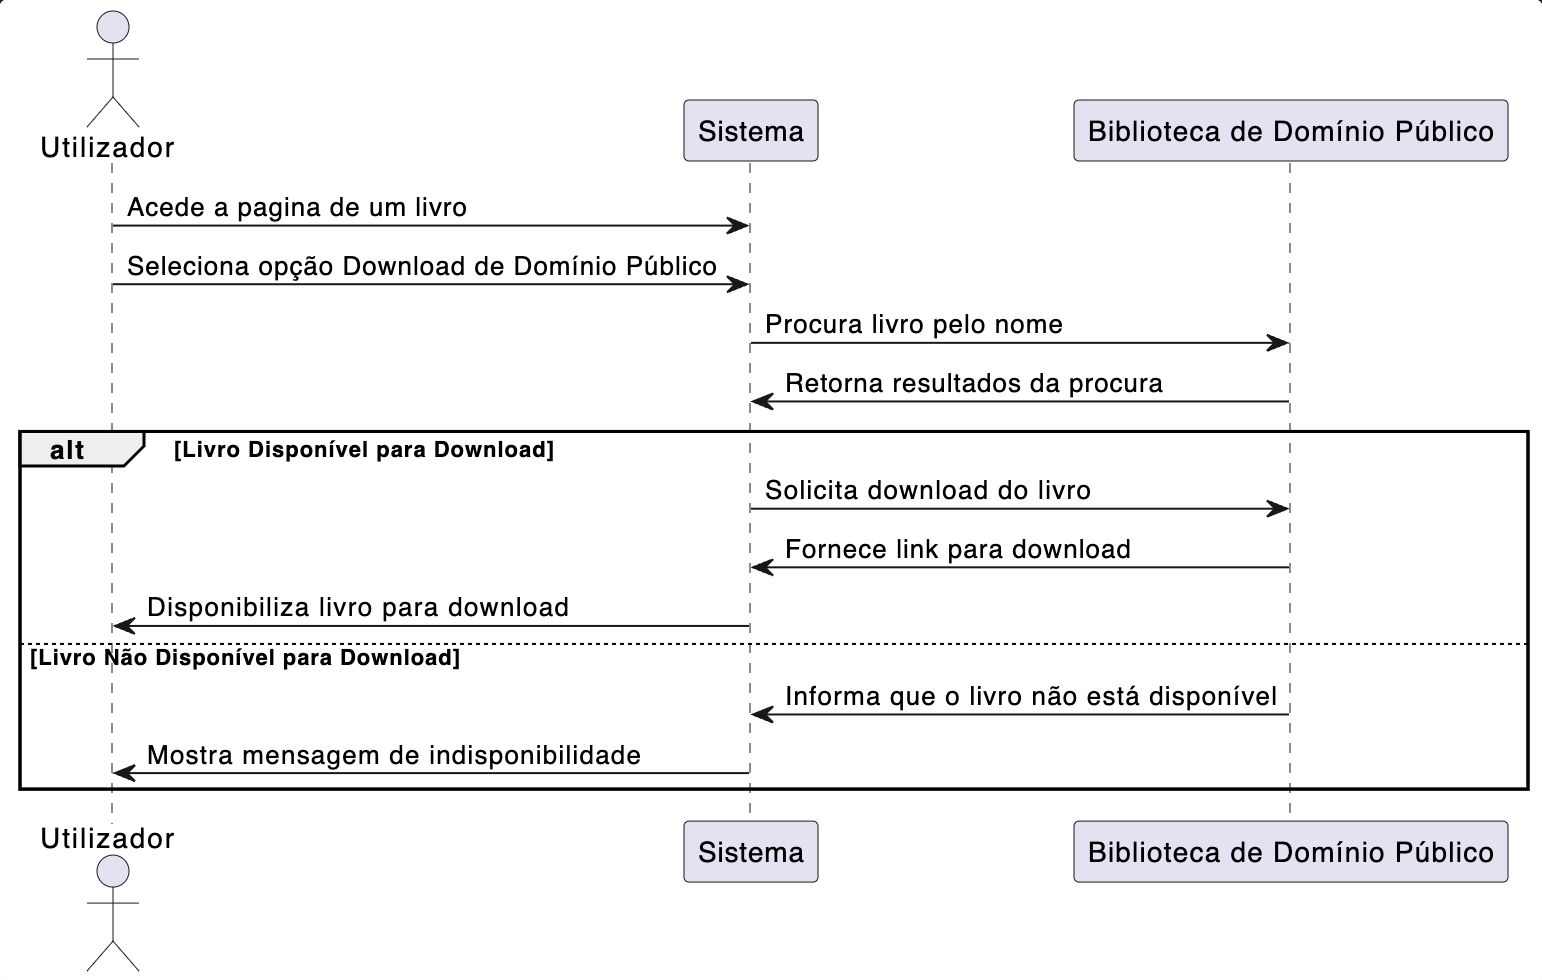 Utilizador
Sistema
Biblioteca de Domínio Público
Acede a pagina de um livro
Seleciona opção Download de Domínio Público
Procura livro pelo nome
Retorna resultados da procura
alt
[Livro Disponível para Download]
Solicita download do livro
Fornece link para download
Disponibiliza livro para download
[Livro Não Disponível para Download]
Informa que o livro não está disponível
Mostra mensagem de indisponibilidade
Utilizador
Sistema
Biblioteca de Domínio Público